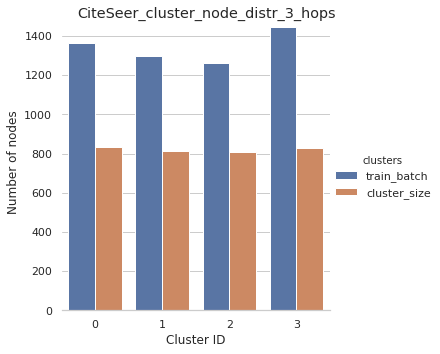 CiteSeer_cluster_node_distr_3_hops
Number of nodes
1400
1200
1000
800
600
400
200
0
0 1 2 3
Cluster ID
clusters
train_batch
cluster_size